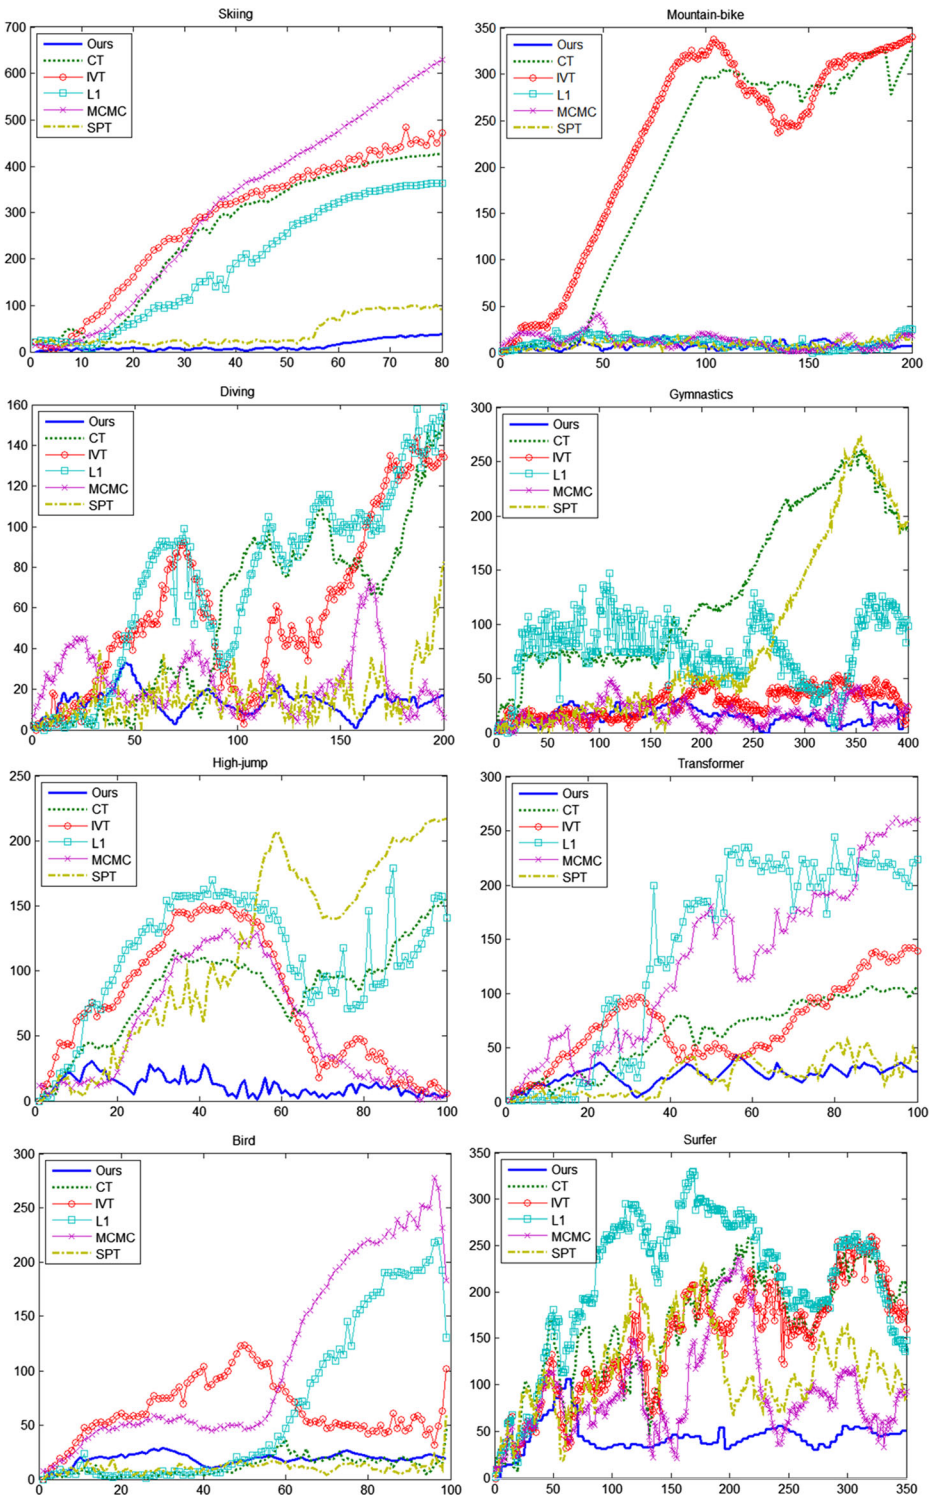 Skiing
700
600
500
400
300
200
100
0
Ours
CT
IVT
L1
MCMC
SPT
0 10 20 30 40 50 60 70 80
Mountain-bike
350
300
250
200
150
100
50
0
Ours
CT
IVT
L1
MCMC
SPT
0 50 100 150 200
Diving
160
140
120
100
80
60
40
20
0
Ours
CT
IVT
L1
MCMC
SPT
0 50 100 150 200
Gymnastics
300
250
200
150
100
50
0
Ours
CT
IVT
L1
MCMC
SPT
0 50 100 150 200 250 300 350 400
High-jump
250
200
150
100
50
0
Ours
CT
IVT
L1
MCMC
SPT
0 20 40 60 80 100
Transformer
300
250
200
150
100
50
0
Ours
CT
IVT
L1
MCMC
SPT
0 20 40 60 80 100
Bird
300
250
200
150
100
50
0
Ours
CT
IVT
L1
MCMC
SPT
0 20 40 60 80 100
Surfer
350
300
250
200
150
100
50
0
Ours
CT
IVT
L1
MCMC
SPT
0 50 100 150 200 250 300 350